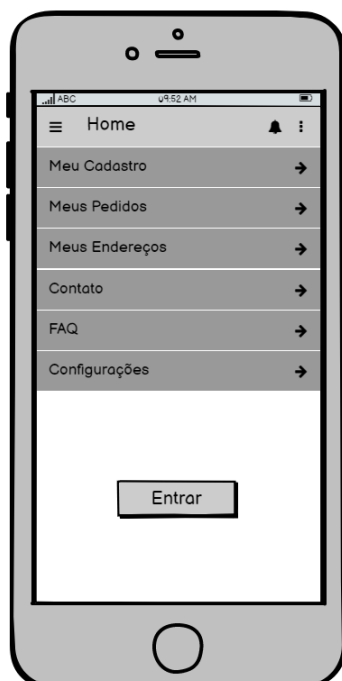 ABC 09:52 AM
Home
Meu Cadastro
Meus Pedidos
Meus Endereços
Contato
FAQ
Configurações
Entrar